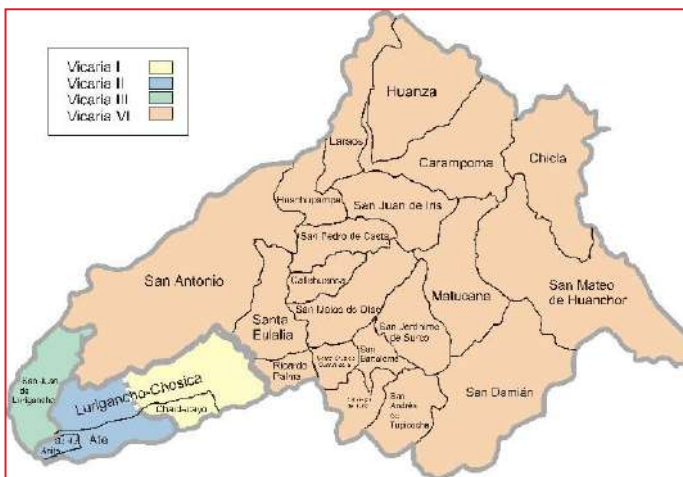 Vicaria I
Vicaria II
Vicaria III
Vicaria VI
Huanza
Laraos
Carampoma
Chicla
Huachupampa
San Juan de Iris
San Pedro de Casta
San Antonio
Callahuanca
Matucana
San Mateo
de Huanchor
Santa
Eulalia
San Mateo de Otao
San Jerónimo
de Surco
San
Bartolomé
Ricardo
Palma
San Juan
de
Lurigancho
Lurigancho-Chosica
Chaclacayo
San Damián
San
Andrés
de
Tupicocha
Ate
Anita